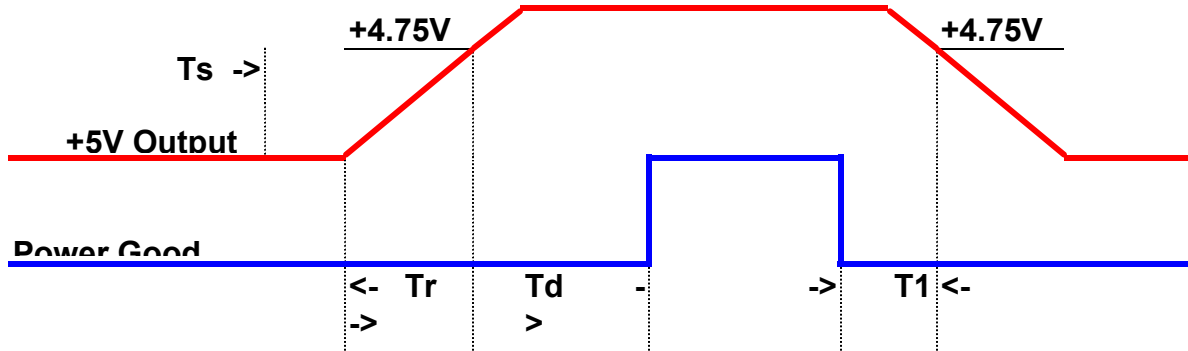 +4.75V
+4.75V
Ts ->
+5V Output
Power Good
<- Tr Td - -> T1 <-
-> >